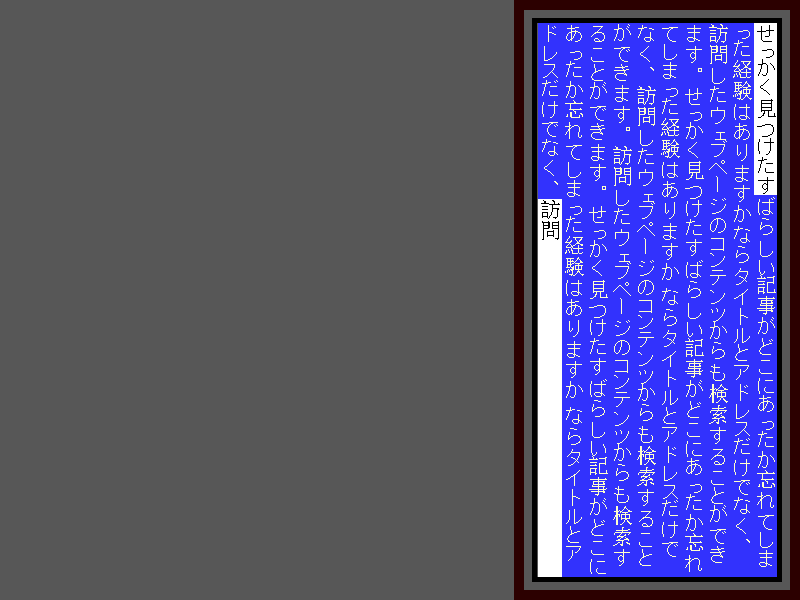 せっかく見つけたすばらしい記事がどこにあったか忘れてしま
った経験はありますかならタイトルとアドレスだけでなく、
訪問したウェブページのコンテンツからも検索することができ
ます。せっかく見つけたすばらしい記事がどこにあったか忘れ
てしまった経験はありますかならタイトルとアドレスだけで
なく、訪問したウェブページのコンテンツからも検索すること
ができます。訪問したウェブページのコンテンツからも検索す
ることができます。せっかく見つけたすばらしい記事がどこに
あったか忘れてしまった経験はありますかならタイトルとア
ドレスだけでなく、訪問